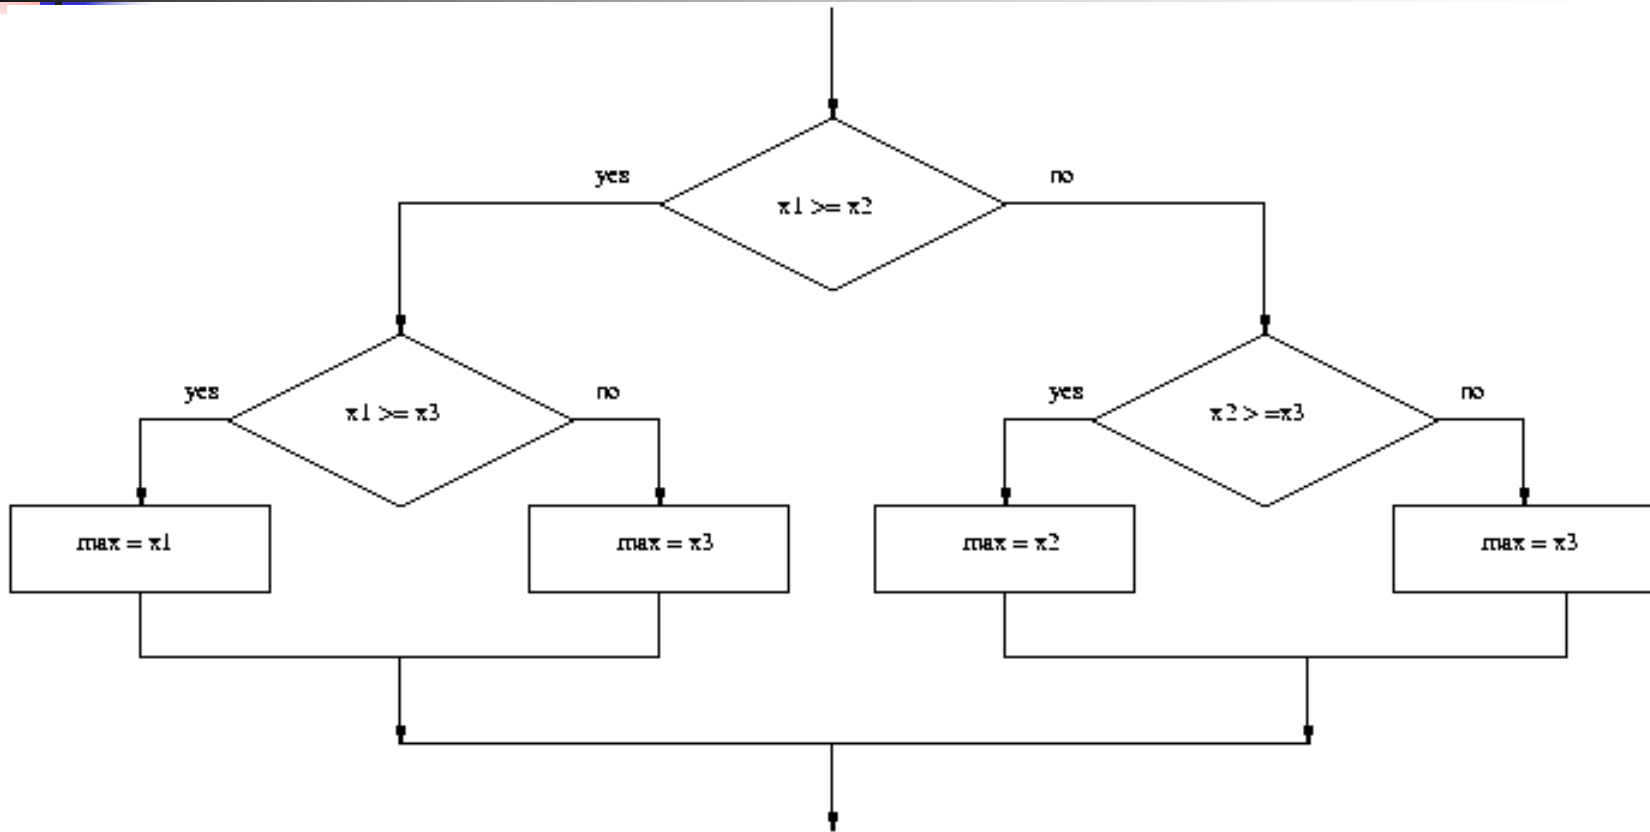 yes
no
x1 >= x2
yes
no
yes
no
x1 >= x3
x2 > =x3
max = x1
max = x3
max = x2
max = x3